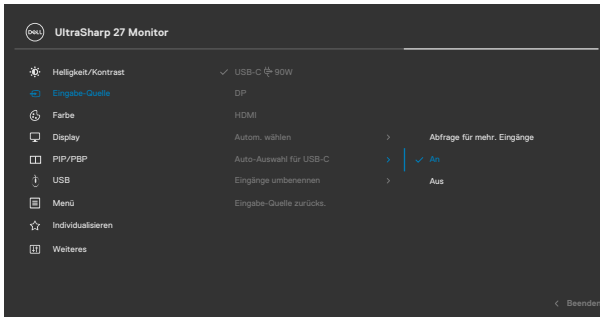 DELL UltraSharp 27 Monitor
Helligkeit/Kontrast
Eingabe-Quelle
Farbe
Display
PIP/PBP
USB
Menü
Individualisieren
Weiteres
USB-C 90W
DP
HDMI
Autom. wählen
Auto-Auswahl für USB-C
Eingänge umbenennen
Eingabe-Quelle zurücks.
Abfrage für mehr. Eingänge
An
Aus
Beenden